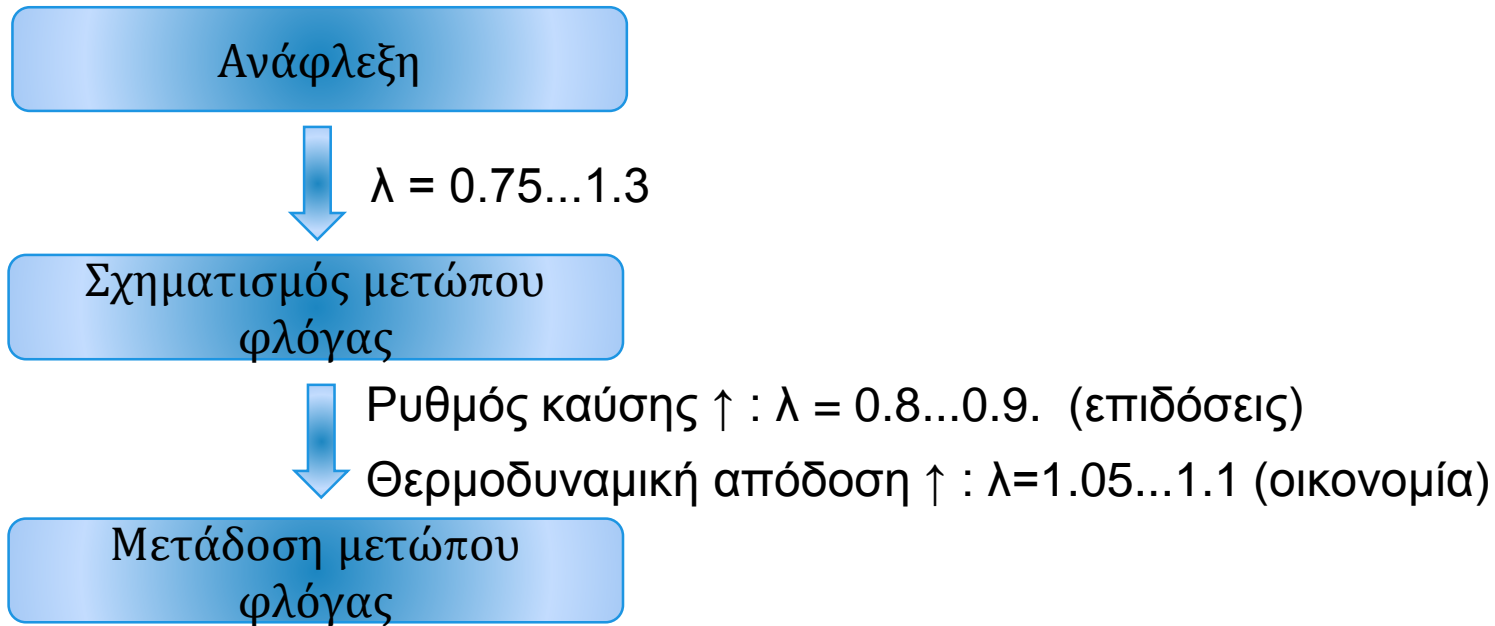 Ανάφλεξη
λ = 0.75...1.3
Σχηματισμός μετώπου
φλόγας
Ρυθμός καύσης ↑ : λ = 0.8...0.9. (επιδόσεις)
Θερμοδυναμική απόδοση ↑ : λ=1.05...1.1 (οικονομία)
Μετάδοση μετώπου
φλόγας